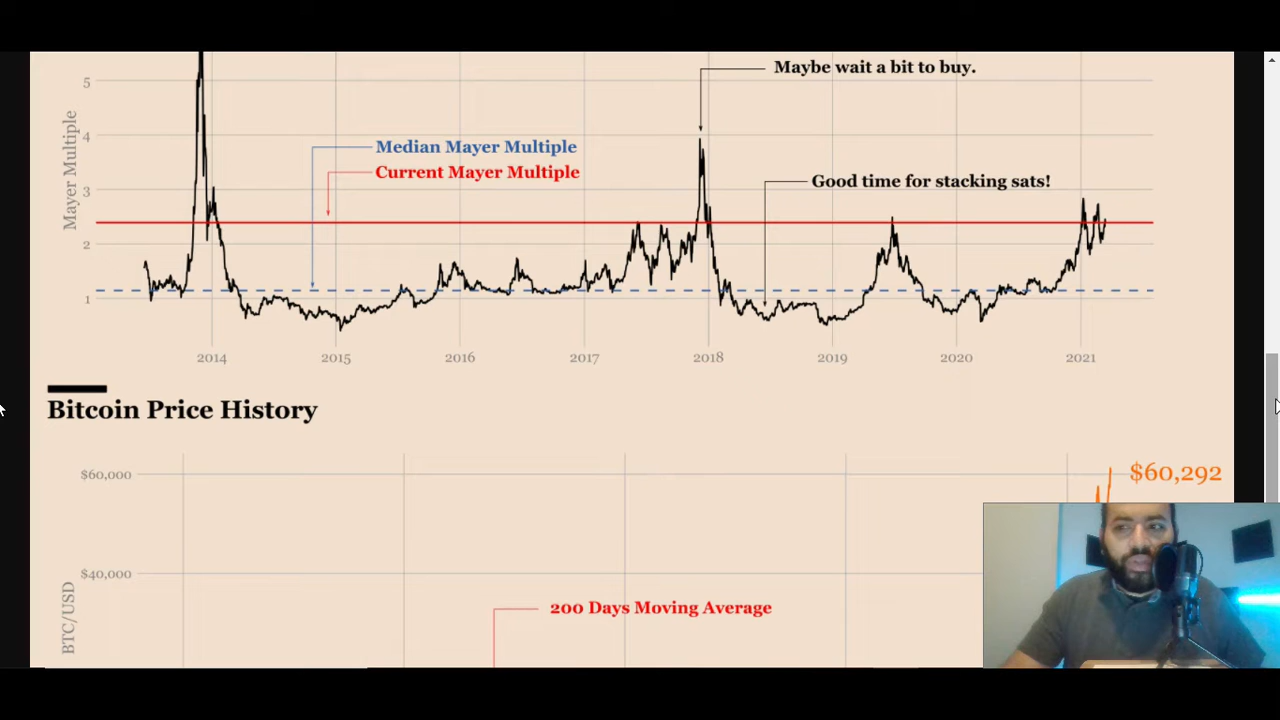 5
Maybe wait a bit to buy.
4
Median Mayer Multiple
Current Mayer Multiple
Good time for stacking sats!
3
2
1
Mayer Multiple
2014 2015 2016 2017 2018 2019 2020 2021
Bitcoin Price History
$60,000
$60,292
$40,000
200 Days Moving Average
BTC/USD